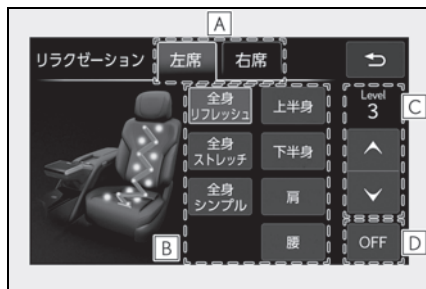 A
リラクゼーション
左席
右席
全身
リフレッシュ
上半身
Level
3
C
全身
ストレッチ
下半身
全身
シンプル
肩
B
腰
OFF
D